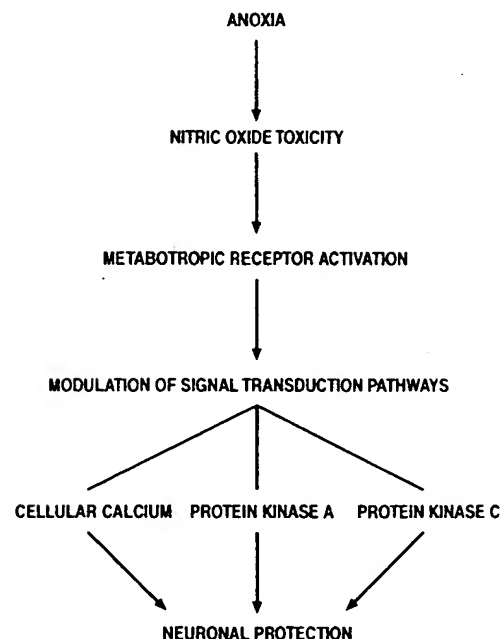 ANOXIA
NITRIC OXIDE TOXICITY
METABOTROPIC RECEPTOR ACTIVATION
MODULATION OF SIGNAL TRANSDUCTION PATHWAYS
CELLULAR CALCIUM PROTEIN KINASE A PROTEIN KINASE C
NEURONAL PROTECTION